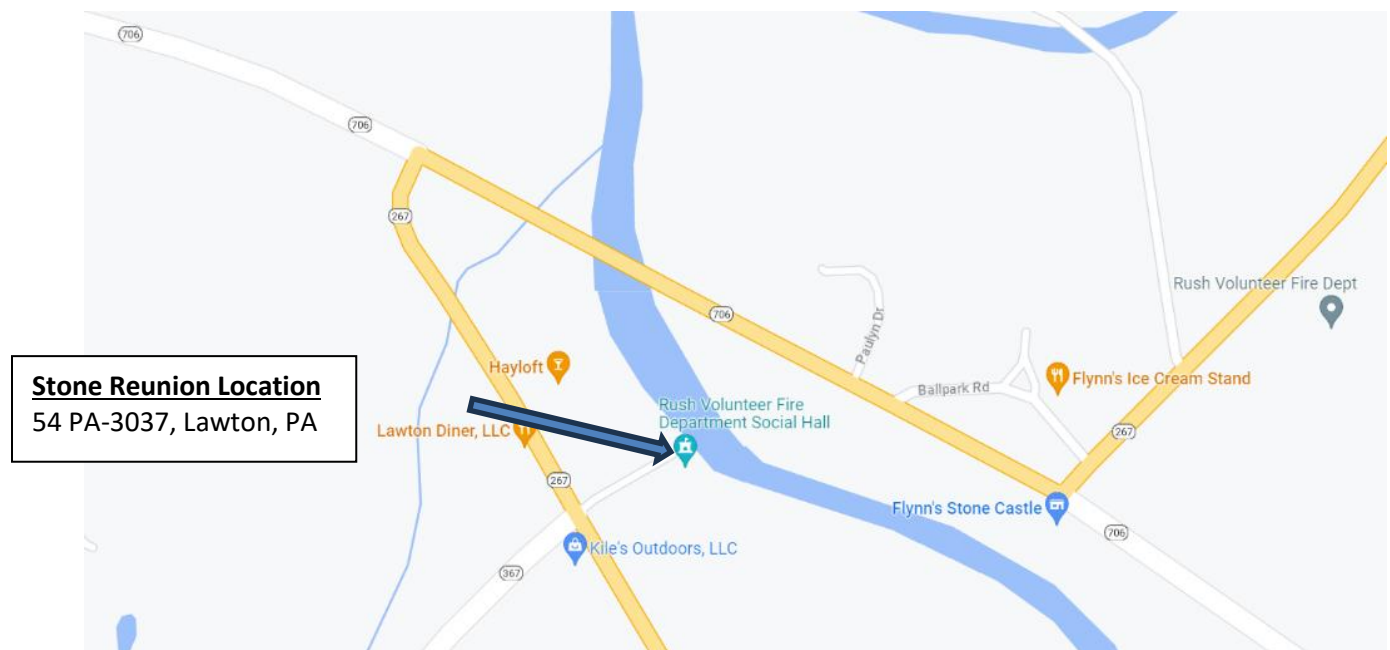 706
706
267
706
Rush Volunteer Fire Dept
Paulyn Dr
Hayloft
Ballpark Rd
Flynn's Ice Cream Stand
Stone Reunion Location
54 PA-3037, Lawton, PA
Rush Volunteer Fire
Department Social Hall
Lawton Diner, LLC
267
267
Flynn's Stone Castle
706
Kile's Outdoors, LLC
367